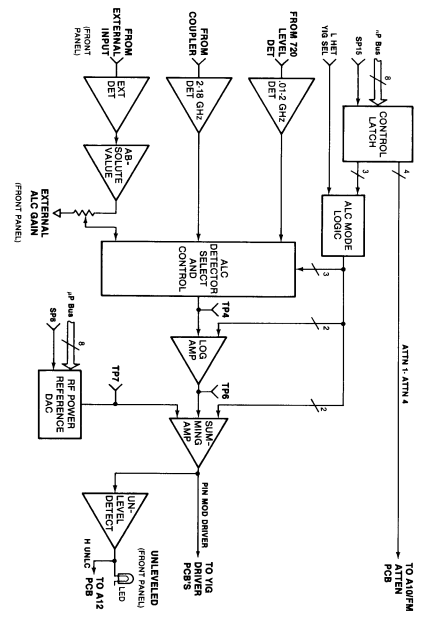 FROM
EXTERNAL
INPUT
(FRONT
PANEL)
FROM
COUPLER
FROM 720
LEVEL
DET
L HET
YIG SEL
SP15
µP Bus
8
EXT
DET
2-18 GHz
DET
.01-2 GHz
DET
CONTROL
LATCH
3
4
AB-
SOLUTE
VALUE
ALC MODE
LOGIC
EXTERNAL
ALC GAIN
(FRONT PANEL)
ALC
DETECTOR
SELECT
AND
CONTROL
3
ATTN 1- ATTN 4
TP4
2
LOG
AMP
µP Bus
8
SP6
TP7
TP6
2
RF POWER
REFERENCE
DAC
SUM-
MING
AMP
PIN MOD DRIVER
UN-
LEVEL
DETECT
UNLEVELED
(FRONT PANEL)
LED
H UNLC
TO A12
PCB
TO YIG
DRIVER
PCB'S
TO A10/FM
ATTEN
PCB